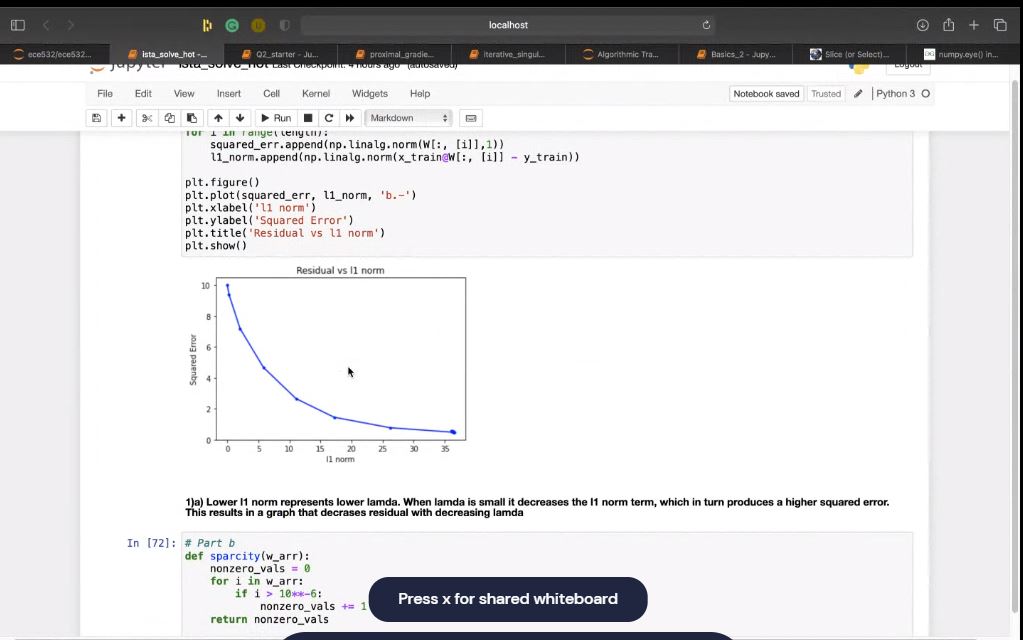 localhost
ece532/ece532...
ista_solve_hot -...
Q2_starter - Ju...
proximal_gradie...
iterative_singul...
Algorithmic Tra...
Basics_2 - Jupy...
Slice (or Select)...
numpy.eye() in...
jupyter ista_solve_hot Last Checkpoint: 4 hours ago (autosaved)
Logout
File Edit View Insert Cell Kernel Widgets Help
Notebook saved Trusted Python 3
Run Markdown
for i in range(length):
squared_err.append(np.linalg.norm(W[:, [i]],1))
l1_norm.append(np.linalg.norm(x_train@W[:, [i]] - y_train))
plt.figure()
plt.plot(squared_err, l1_norm, 'b.-')
plt.xlabel('l1 norm')
plt.ylabel('Squared Error')
plt.title('Residual vs l1 norm')
plt.show()
Residual vs l1 norm
10
8
6
4
2
0
Squared Error
0 5 10 15 20 25 30 35
l1 norm
1)a) Lower l1 norm represents lower lamda. When lamda is small it decreases the l1 norm term, which in turn produces a higher squared error.
This results in a graph that decrases residual with decreasing lamda
In [72]: # Part b
def sparcity(w_arr):
nonzero_vals = 0
for i in w_arr:
if i > 10**-6:
nonzero_vals += 1
return nonzero_vals
Press x for shared whiteboard